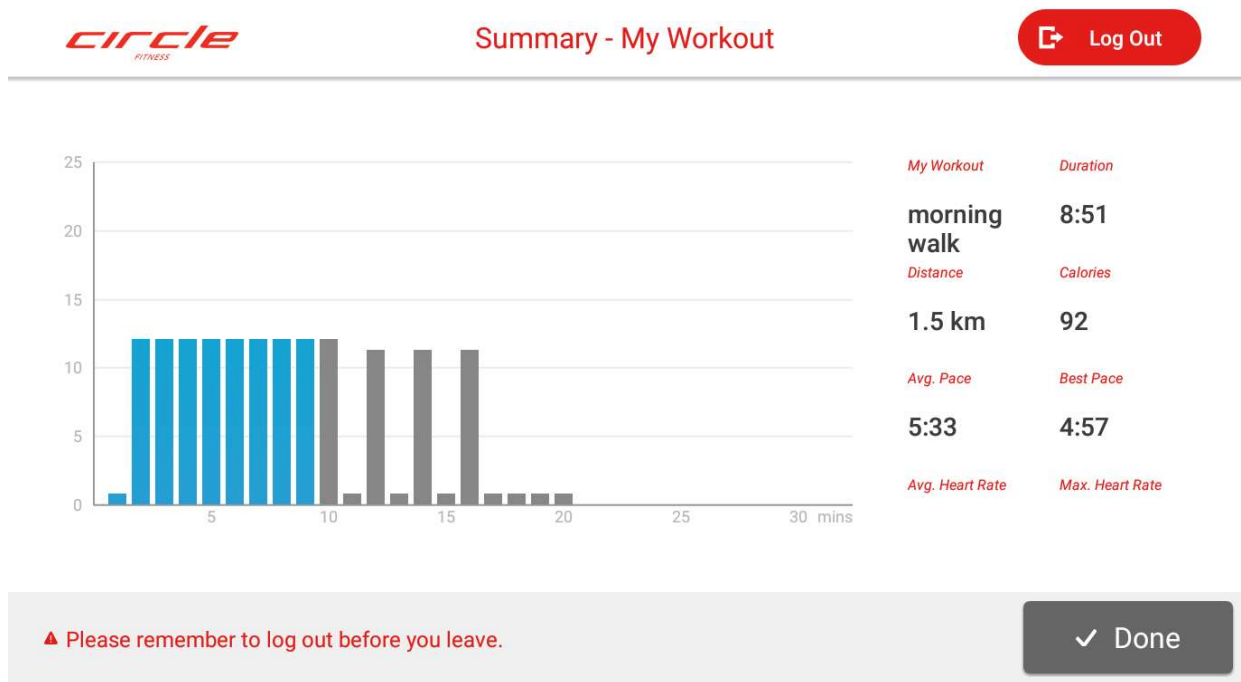 circle
FITNESS
Summary - My Workout
Log Out
25
20
15
10
5
0
5 10 15 20 25 30 mins
My Workout Duration
morning walk 8:51
Distance Calories
1.5 km 92
Avg. Pace Best Pace
5:33 4:57
Avg. Heart Rate Max. Heart Rate
Please remember to log out before you leave.
Done